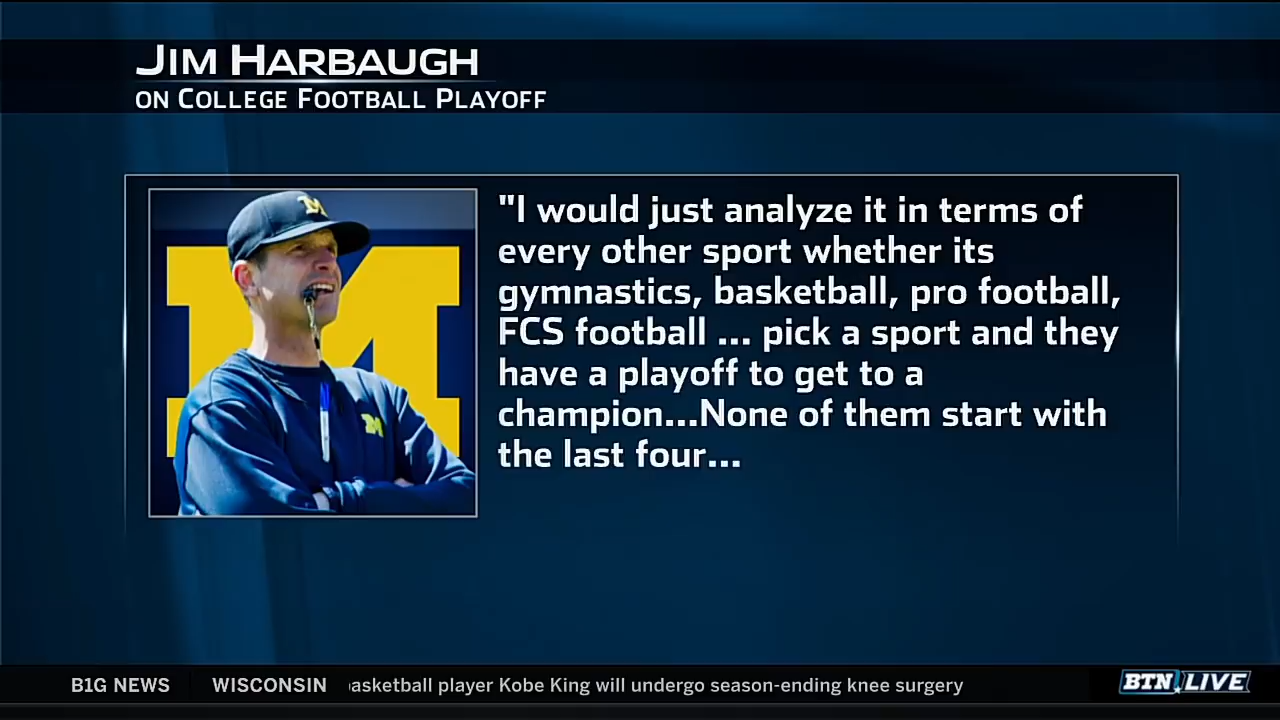 JIM HARBAUGH
ON COLLEGE FOOTBALL PLAYOFF
"I would just analyze it in terms of
every other sport whether its
gymnastics, basketball, pro football,
FCS football ... pick a sport and they
have a playoff to get to a
champion...None of them start with
the last four...
M
M
M
B1G NEWS
WISCONSIN
asketball player Kobe King will undergo season-ending knee surgery
BTN LIVE